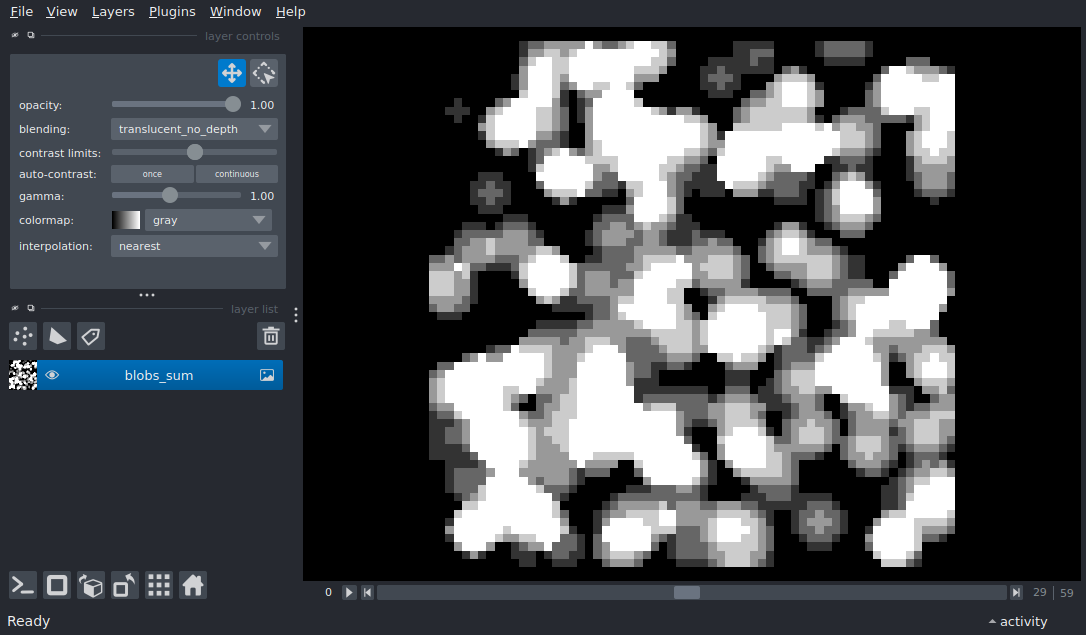 File View Layers Plugins Window Help
layer controls
opacity: 1.00
blending: translucent_no_depth
contrast limits:
auto-contrast: once continuous
gamma: 1.00
colormap: gray
interpolation: nearest
layer list
blobs_sum
0 29 | 59
Ready activity